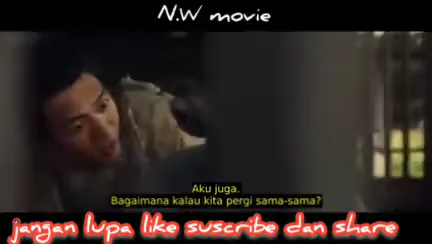 N.W movie
Aku juga.
Bagaimana kalau kita pergi sama-sama?
jangan lupa like suscribe dan share